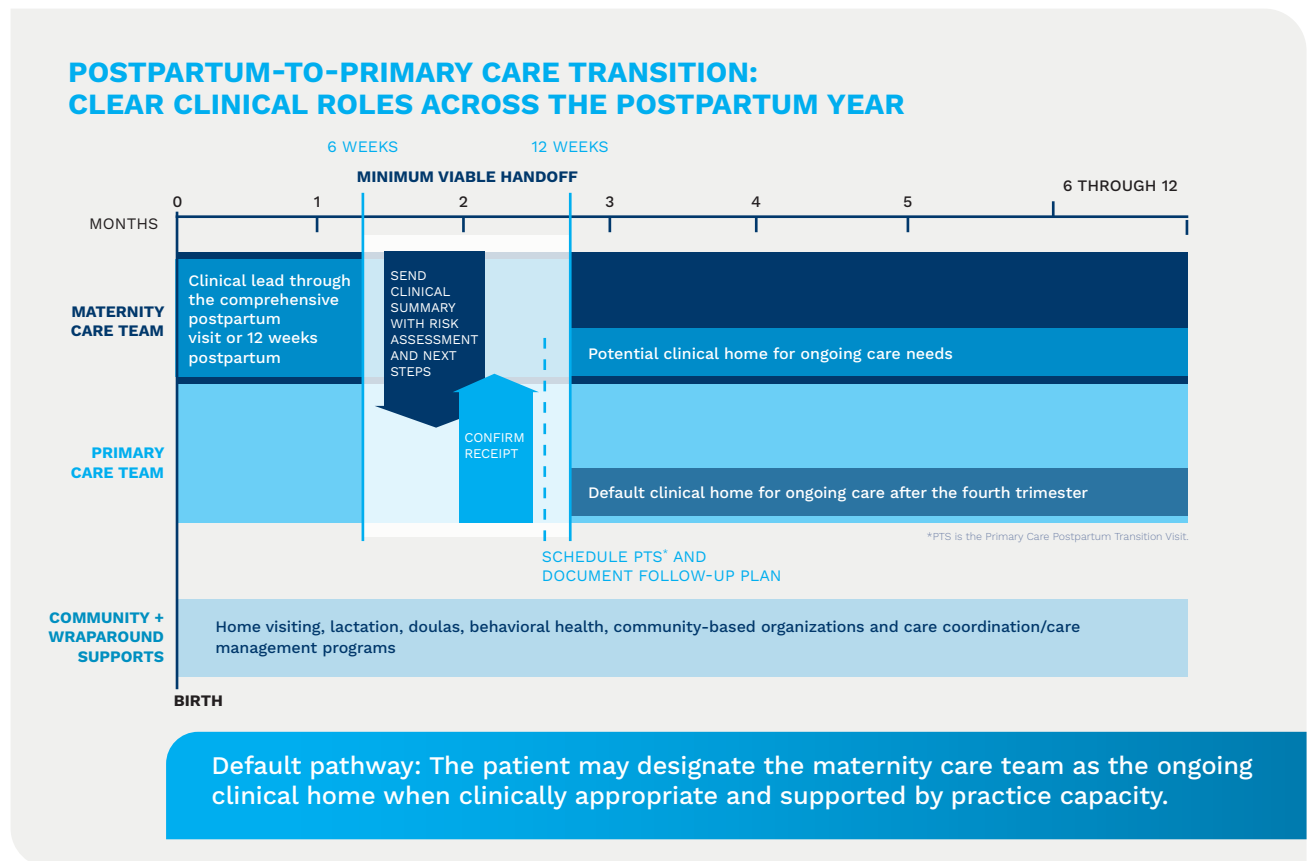 POSTPARTUM-TO-PRIMARY CARE TRANSITION:
CLEAR CLINICAL ROLES ACROSS THE POSTPARTUM YEAR
6 WEEKS
12 WEEKS
MINIMUM VIABLE HANDOFF
6 THROUGH 12
0
1
2
3
4
5
MONTHS
MATERNITY
CARE TEAM
Clinical lead through
the comprehensive
postpartum
visit or 12 weeks
postpartum
SEND
CLINICAL
SUMMARY
WITH RISK
ASSESSMENT
AND NEXT
STEPS
Potential clinical home for ongoing care needs
PRIMARY
CARE TEAM
CONFIRM
RECEIPT
Default clinical home for ongoing care after the fourth trimester
*PTS is the Primary Care Postpartum Transition Visit.
SCHEDULE PTS* AND
DOCUMENT FOLLOW-UP PLAN
COMMUNITY +
WRAPAROUND
SUPPORTS
Home visiting, lactation, doulas, behavioral health, community-based organizations and care coordination/care
management programs
BIRTH
Default pathway: The patient may designate the maternity care team as the ongoing
clinical home when clinically appropriate and supported by practice capacity.